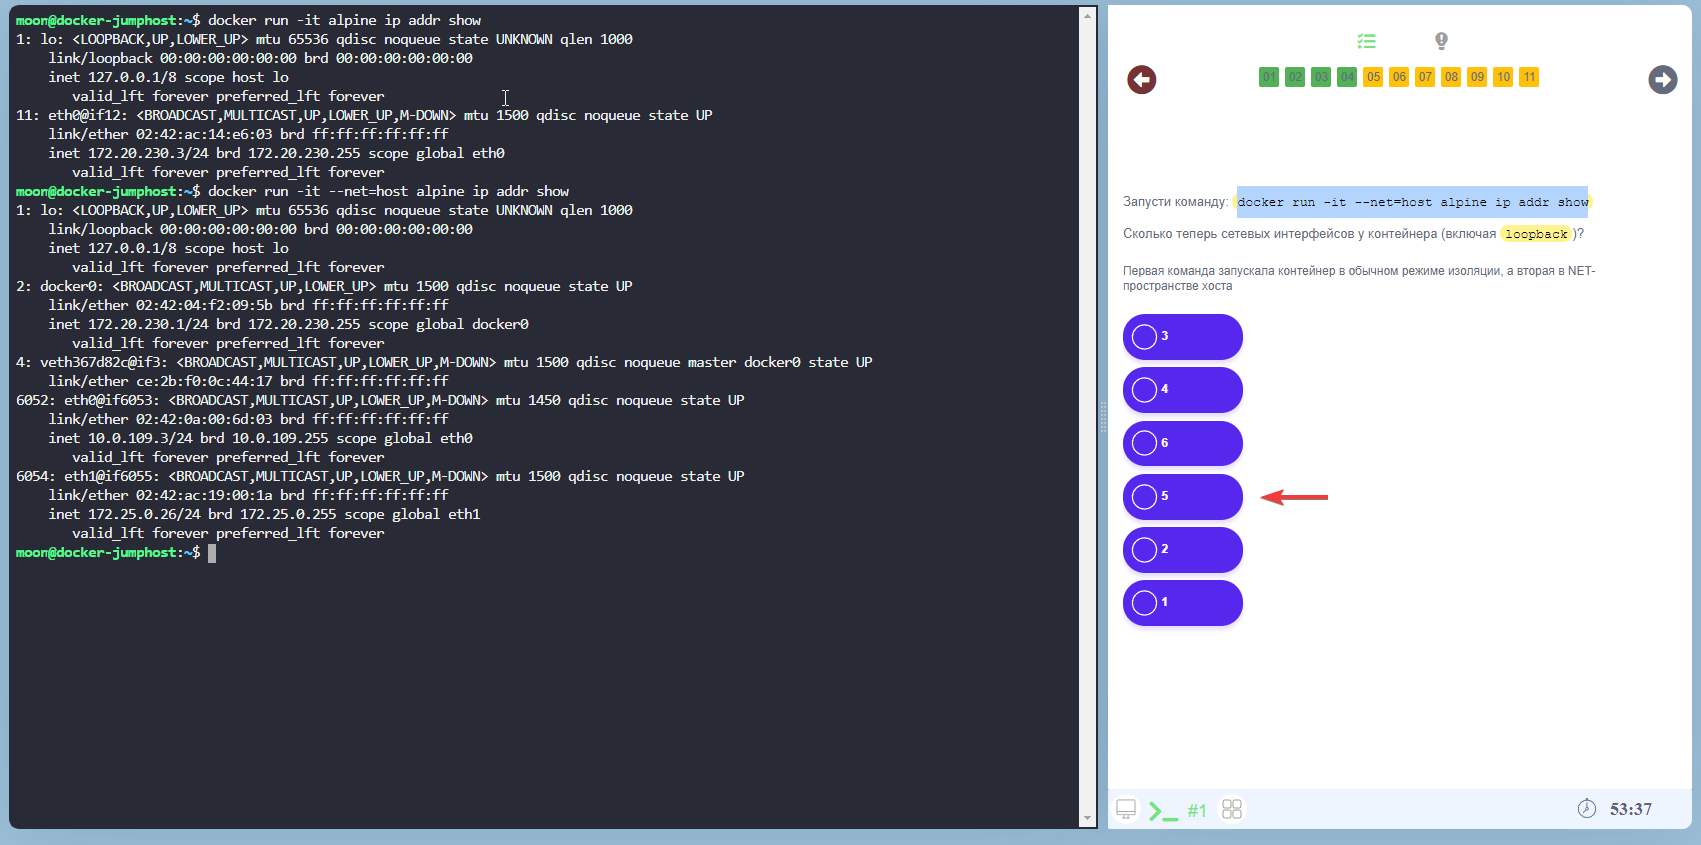 moon@docker-jumphost:~$ docker run -it alpine ip addr show
1: lo: <LOOPBACK,UP,LOWER_UP> mtu 65536 qdisc noqueue state UNKNOWN qlen 1000
    link/loopback 00:00:00:00:00:00 brd 00:00:00:00:00:00
    inet 127.0.0.1/8 scope host lo
       valid_lft forever preferred_lft forever
11: eth0@if12: <BROADCAST,MULTICAST,UP,LOWER_UP,M-DOWN> mtu 1500 qdisc noqueue state UP
    link/ether 02:42:ac:14:e6:03 brd ff:ff:ff:ff:ff:ff
    inet 172.20.230.3/24 brd 172.20.230.255 scope global eth0
       valid_lft forever preferred_lft forever
moon@docker-jumphost:~$ docker run -it --net=host alpine ip addr show
1: lo: <LOOPBACK,UP,LOWER_UP> mtu 65536 qdisc noqueue state UNKNOWN qlen 1000
    link/loopback 00:00:00:00:00:00 brd 00:00:00:00:00:00
    inet 127.0.0.1/8 scope host lo
       valid_lft forever preferred_lft forever
2: docker0: <BROADCAST,MULTICAST,UP,LOWER_UP> mtu 1500 qdisc noqueue state UP
    link/ether 02:42:04:f2:09:5b brd ff:ff:ff:ff:ff:ff
    inet 172.20.230.1/24 brd 172.20.230.255 scope global docker0
       valid_lft forever preferred_lft forever
4: veth367d82c@if3: <BROADCAST,MULTICAST,UP,LOWER_UP,M-DOWN> mtu 1500 qdisc noqueue master docker0 state UP
    link/ether ce:2b:f0:0c:44:17 brd ff:ff:ff:ff:ff:ff
6052: eth0@if6053: <BROADCAST,MULTICAST,UP,LOWER_UP,M-DOWN> mtu 1450 qdisc noqueue state UP
    link/ether 02:42:0a:00:6d:03 brd ff:ff:ff:ff:ff:ff
    inet 10.0.109.3/24 brd 10.0.109.255 scope global eth0
       valid_lft forever preferred_lft forever
6054: eth1@if6055: <BROADCAST,MULTICAST,UP,LOWER_UP,M-DOWN> mtu 1500 qdisc noqueue state UP
    link/ether 02:42:ac:19:00:1a brd ff:ff:ff:ff:ff:ff
    inet 172.25.0.26/24 brd 172.25.0.255 scope global eth1
       valid_lft forever preferred_lft forever
moon@docker-jumphost:~$
01 02 03 04 05 06 07 08 09 10 11
Запусти команду: docker run -it --net=host alpine ip addr show
Сколько теперь сетевых интерфейсов у контейнера (включая loopback)?
Первая команда запускала контейнер в обычном режиме изоляции, а вторая в NET-
пространстве хоста
3
4
6
5
2
1
#1
53:37